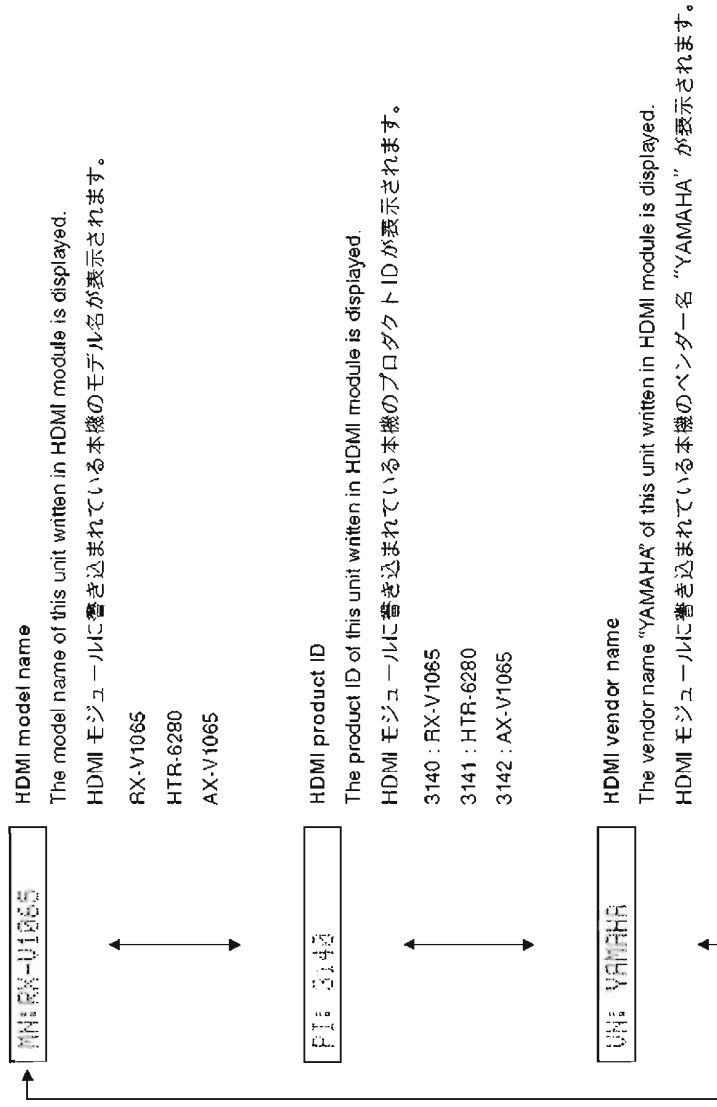 MN:RX-V1065
HDMI model name
The model name of this unit written in HDMI module is displayed.
HDMI モジュールに書き込まれている本機のモデル名が表示されます。
RX-V1065
HTR-6280
AX-V1065
PI: 3140
HDMI product ID
The product ID of this unit written in HDMI module is displayed.
HDMI モジュールに書き込まれている本機のプロダクト ID が表示されます。
3140 : RX-V1065
3141 : HTR-6280
3142 : AX-V1065
VN: YAMAHA
HDMI vendor name
The vendor name “YAMAHA” of this unit written in HDMI module is displayed.
HDMI モジュールに書き込まれている本機のベンダー名 “YAMAHA” が表示されます。